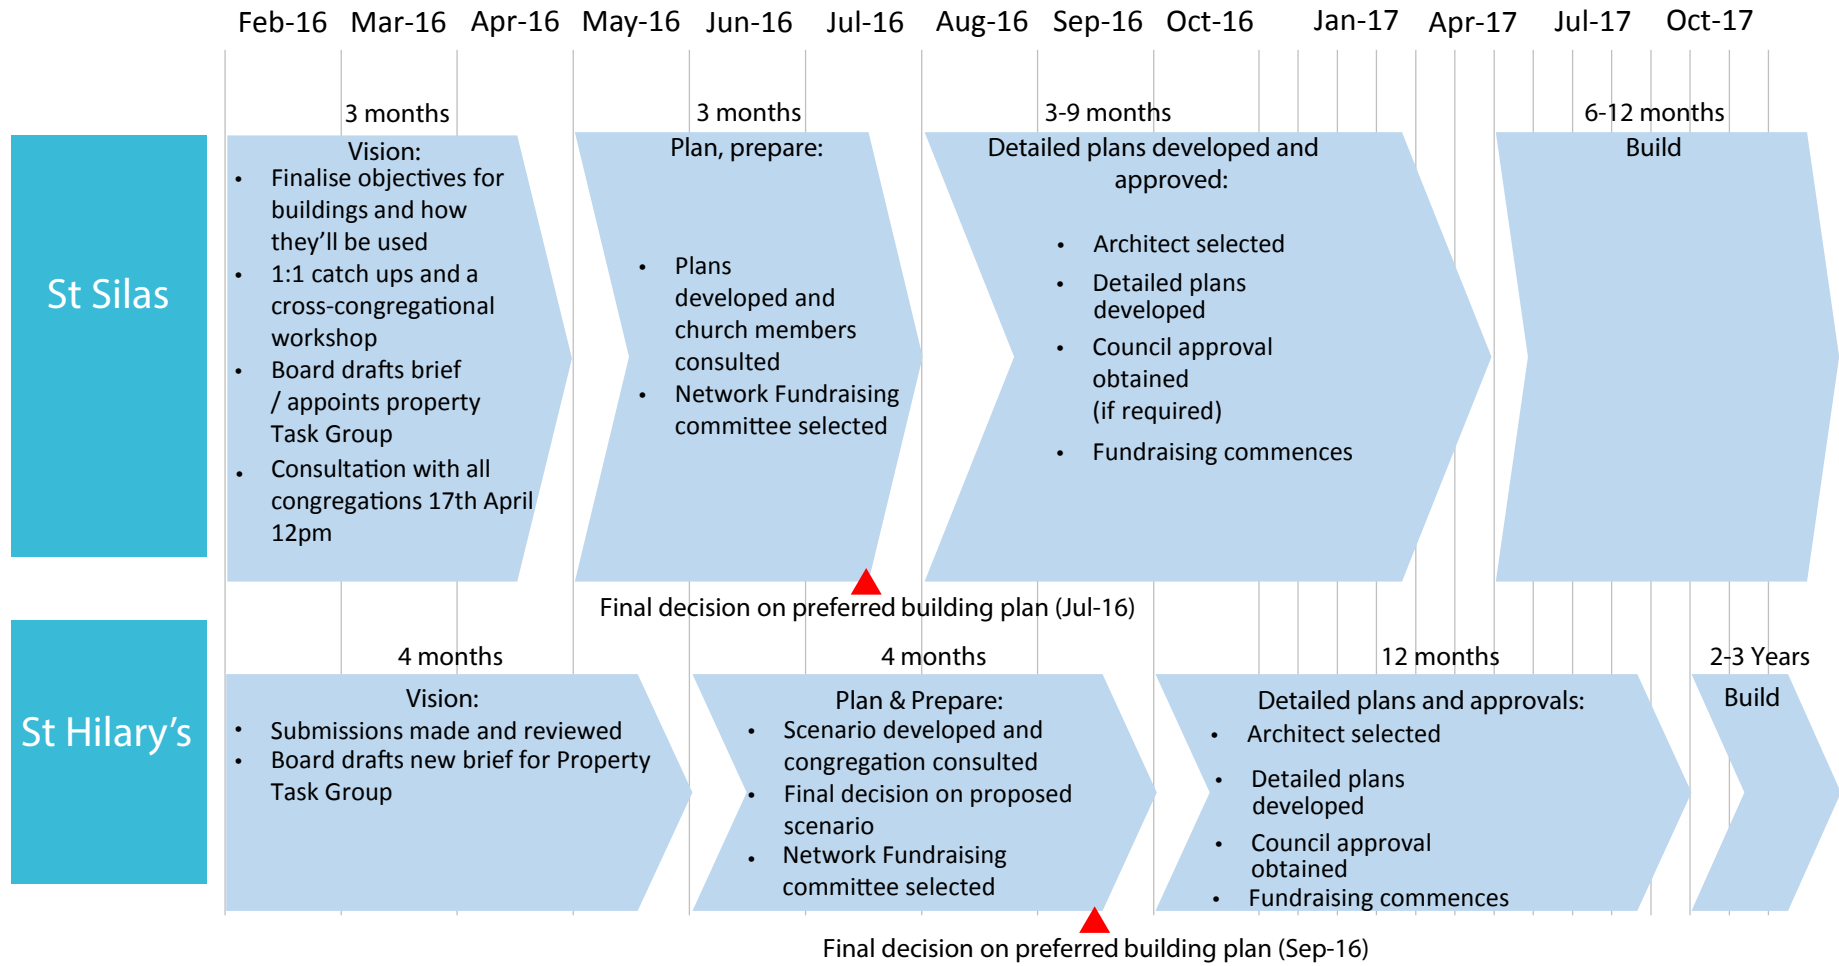 Feb-16 Mar-16 Apr-16 May-16 Jun-16 Jul-16 Aug-16 Sep-16 Oct-16 Jan-17 Apr-17 Jul-17 Oct-17
St Silas
3 months
Vision:
• Finalise objectives for
buildings and how
they’ll be used
• 1:1 catch ups and a
cross-congregational
workshop
• Board drafts brief
/ appoints property
Task Group
• Consultation with all
congregations 17th April
12pm
3 months
Plan, prepare:
• Plans
developed and
church members
consulted
• Network Fundraising
committee selected
3-9 months
Detailed plans developed and
approved:
• Architect selected
• Detailed plans
developed
• Council approval
obtained
(if required)
• Fundraising commences
6-12 months
Build
Final decision on preferred building plan (Jul-16)
St Hilary’s
4 months
Vision:
• Submissions made and reviewed
• Board drafts new brief for Property
Task Group
4 months
Plan & Prepare:
• Scenario developed and
congregation consulted
• Final decision on proposed
scenario
• Network Fundraising
committee selected
12 months
Detailed plans and approvals:
• Architect selected
• Detailed plans
developed
• Council approval
obtained
• Fundraising commences
2-3 Years
Build
Final decision on preferred building plan (Sep-16)